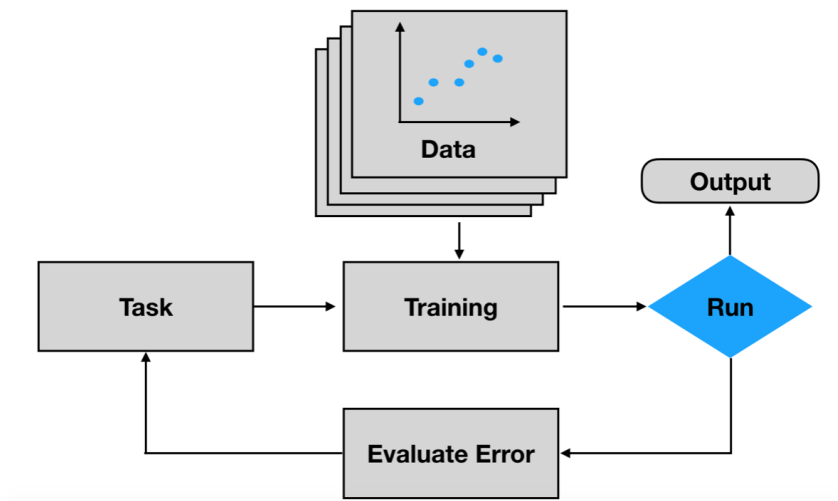 Data
Output
Task
Training
Run
Evaluate Error